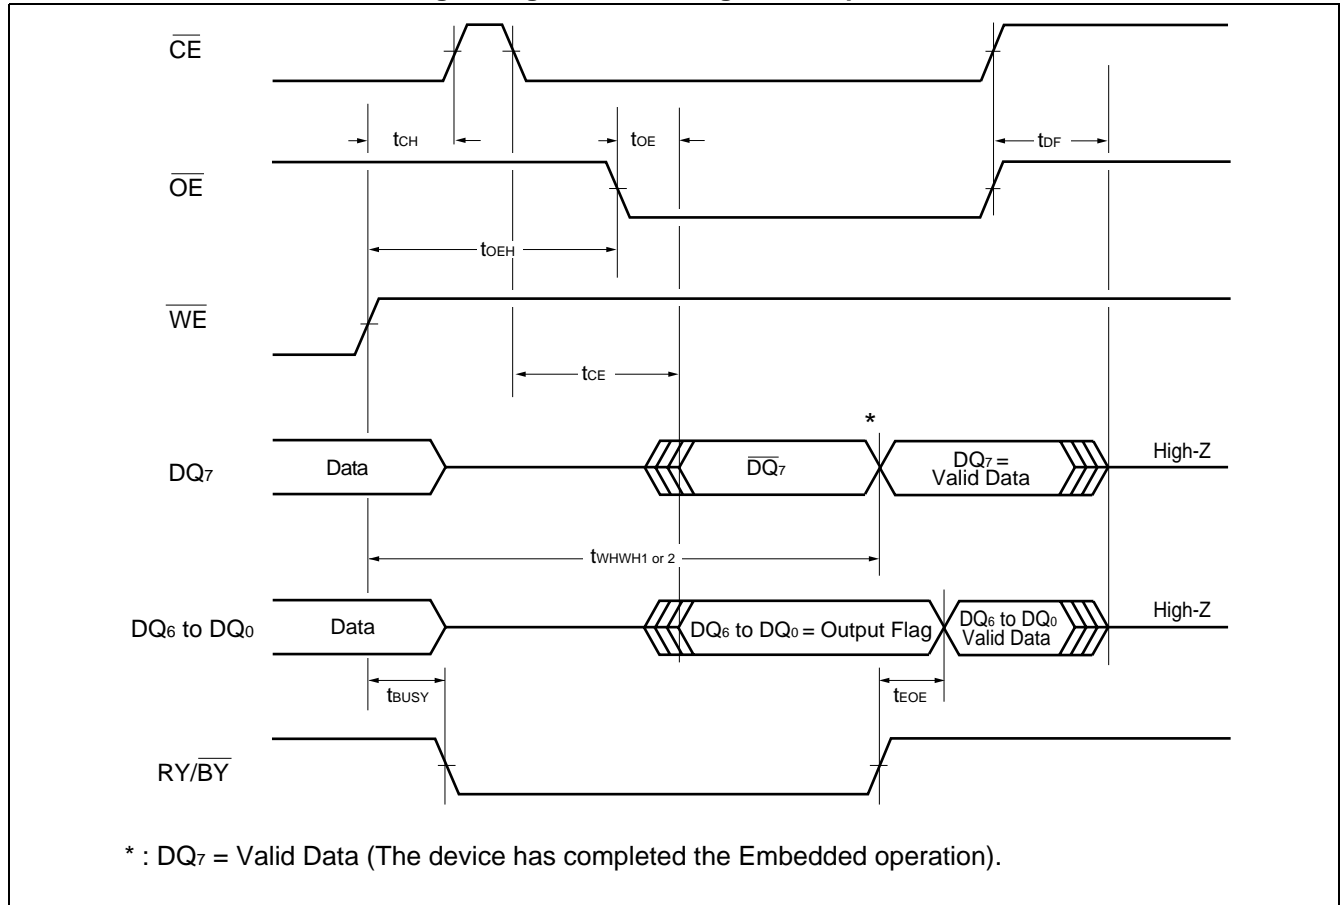 CE
tCH
tOE
tDF
OE
tOEH
WE
tCE
*
DQ7
Data
DQ7
DQ7 =
Valid Data
High-Z
tWHWH1 or 2
DQ6 to DQ0
Data
DQ6 to DQ0 = Output Flag
DQ6 to DQ0
Valid Data
High-Z
tBUSY
tEOE
RY/BY
* : DQ7 = Valid Data (The device has completed the Embedded operation).